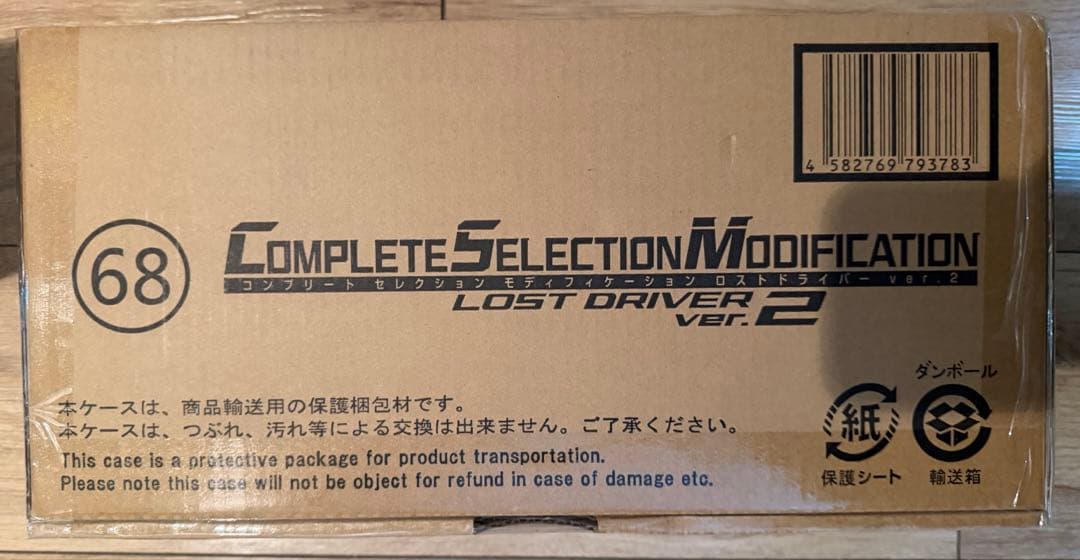 4 582769 793783
68
COMPLETE SELECTION MODIFICATION
コンプリート セレクション モディフィケーション ロストドライバー ver.2
LOST DRIVER
ver.2
ダンボール
本ケースは、商品輸送用の保護梱包材です。
本ケースは、つぶれ、汚れ等による交換は出来ません。ご了承ください。
This case is a protective package for product transportation.
Please note this case will not be object for refund in case of damage etc.
紙
保護シート
輸送箱